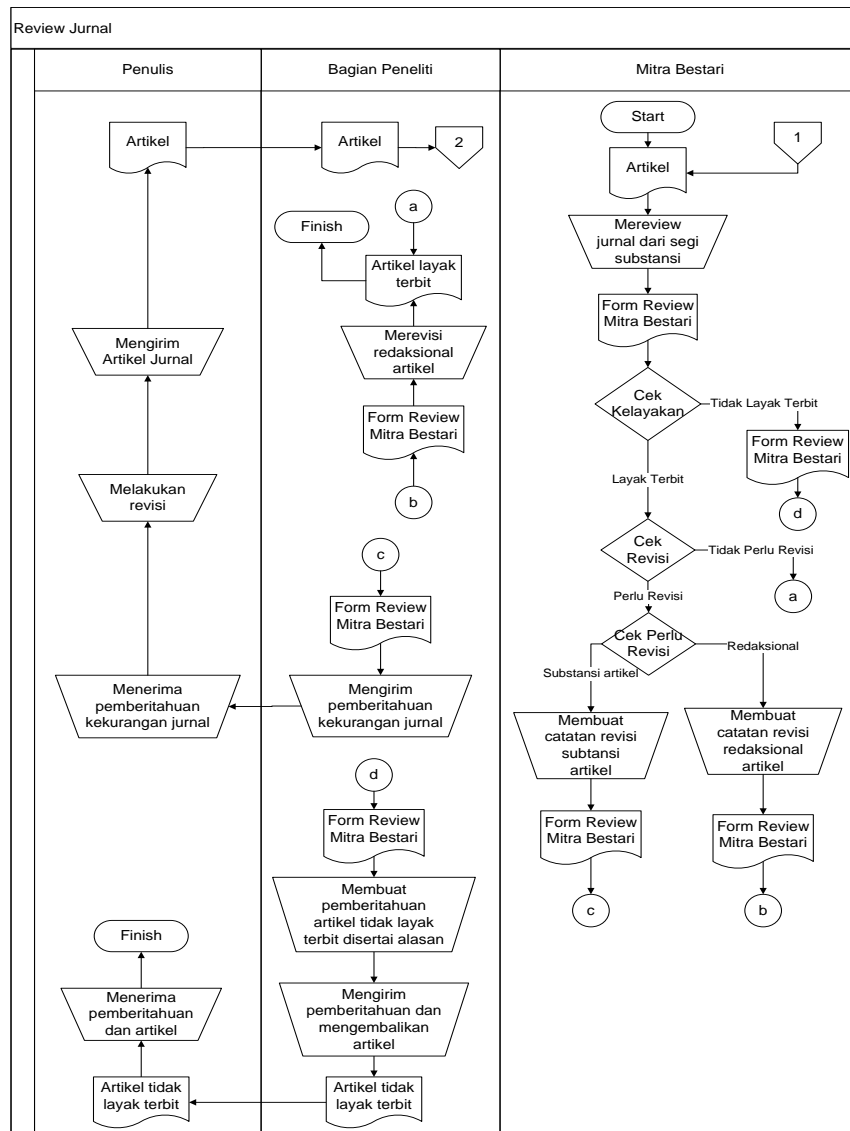 Review Jurnal
Penulis
Bagian Peneliti
Mitra Bestari
Artikel
Artikel
2
Start
1
Artikel
a
Finish
Artikel layak
terbit
Mereview
jurnal dari segi
substansi
Form Review
Mitra Bestari
Mengirim
Artikel Jurnal
Merevisi
redaksional
artikel
Cek
Kelayakan
Tidak Layak Terbit
Form Review
Mitra Bestari
Form Review
Mitra Bestari
Melakukan
revisi
b
Layak Terbit
d
Cek
Revisi
Tidak Perlu Revisi
c
a
Form Review
Mitra Bestari
Perlu Revisi
Cek Perlu
Revisi
Redaksional
Substansi artikel
Menerima
pemberitahuan
kekurangan jurnal
Mengirim
pemberitahuan
kekurangan jurnal
Membuat
catatan revisi
subtansi
artikel
Membuat
catatan revisi
redaksional
artikel
d
Form Review
Mitra Bestari
Form Review
Mitra Bestari
Form Review
Mitra Bestari
Membuat
pemberitahuan
artikel tidak layak
terbit disertai alasan
c
b
Finish
Menerima
pemberitahuan
dan artikel
Mengirim
pemberitahuan dan
mengembalikan
artikel
Artikel tidak
layak terbit
Artikel tidak
layak terbit